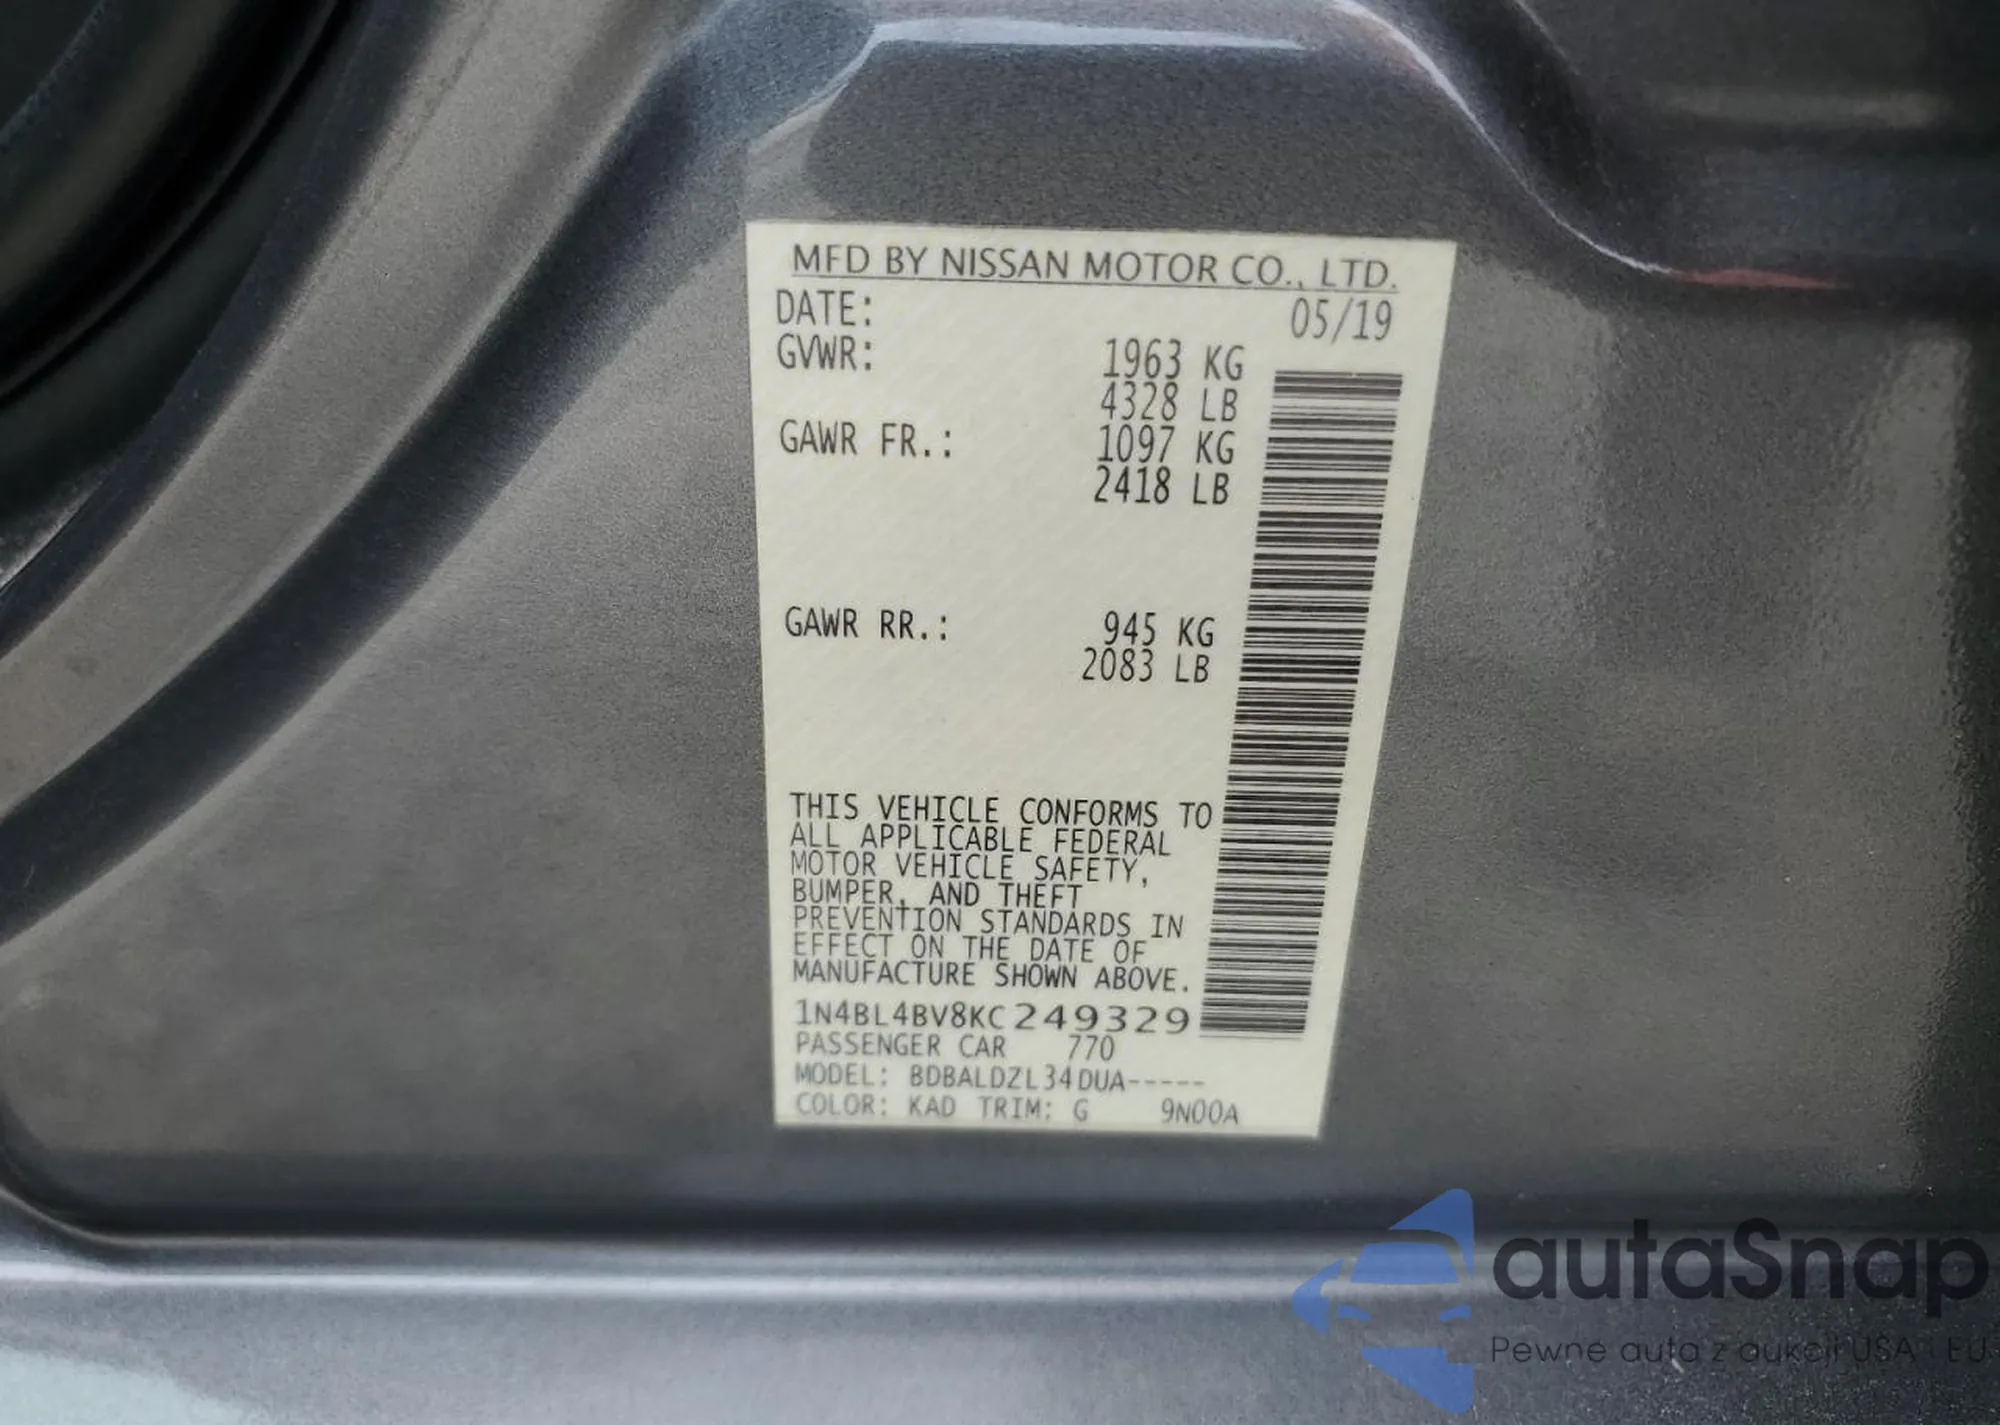 MFD BY NISSAN MOTOR CO., LTD.
DATE: 05/19
GVWR: 1963 KG
4328 LB
GAWR FR.: 1097 KG
2418 LB
GAWR RR.: 945 KG
2083 LB
THIS VEHICLE CONFORMS TO
ALL APPLICABLE FEDERAL
MOTOR VEHICLE SAFETY,
BUMPER, AND THEFT
PREVENTION STANDARDS IN
EFFECT ON THE DATE OF
MANUFACTURE SHOWN ABOVE.
1N4BL4BV8KC249329
PASSENGER CAR 770
MODEL: BDBALDZL34DUA-----
COLOR: KAD TRIM: G 9N00A
autaSnap
Pewne auta z aukcji USA i EU